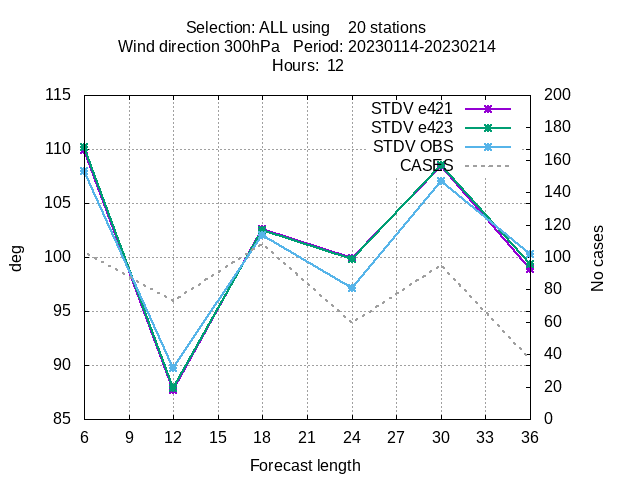 Selection: ALL using 20 stations
Wind direction 300hPa Period: 20230114-20230214
Hours: 12
115
110
105
100
95
90
85
200
180
160
140
120
100
80
60
40
20
0
STDV e421
STDV e423
STDV OBS
CASES
deg
No cases
6 9 12 15 18 21 24 27 30 33 36
Forecast length